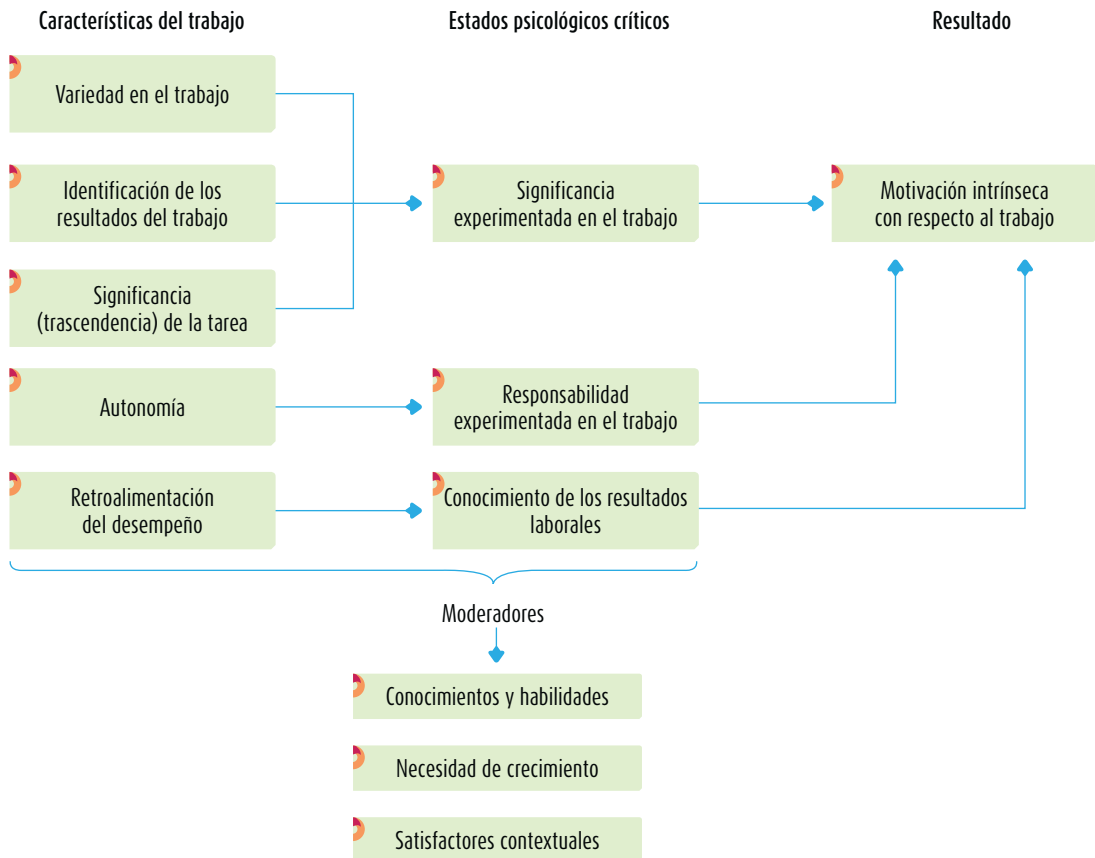 Características del trabajo
Estados psicológicos críticos
Resultado
Variedad en el trabajo
Identificación de los
resultados del trabajo
Significancia
experimentada en el trabajo
Motivación intrínseca
con respecto al trabajo
Significancia
(trascendencia) de la tarea
Autonomía
Responsabilidad
experimentada en el trabajo
Retroalimentación
del desempeño
Conocimiento de los resultados
laborales
Moderadores
Conocimientos y habilidades
Necesidad de crecimiento
Satisfactores contextuales